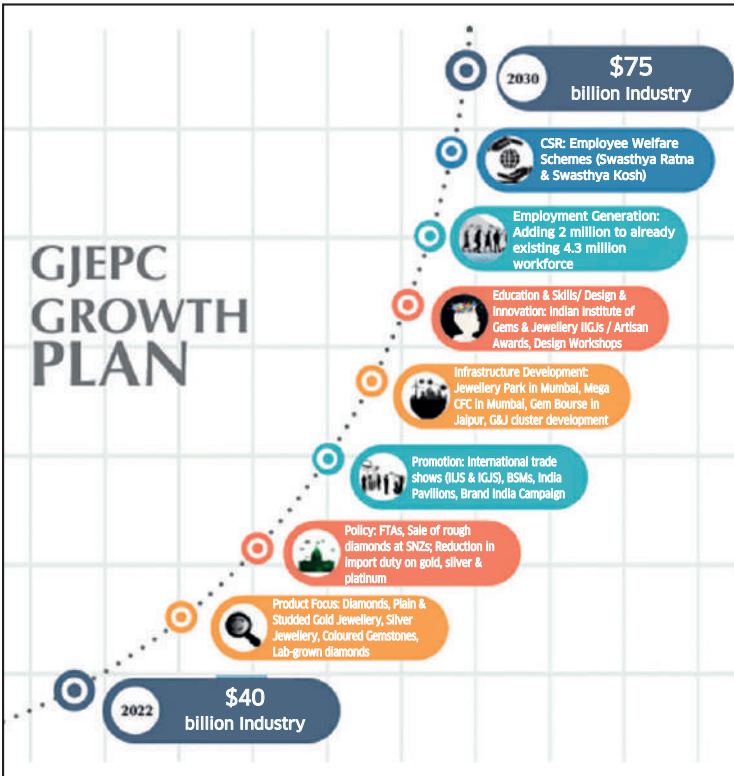 2030
$75
billion Industry
CSR: Employee Welfare
Schemes (Swasthya Ratna
& Swasthya Kosh)
Employment Generation:
Adding 2 million to already
existing 4.3 million
workforce
GJEPC
GROWTH
PLAN
Education & Skills/ Design &
Innovation: Indian Institute of
Gems & Jewellery IIGJs / Artisan
Awards, Design Workshops
Infrastructure Development:
Jewellery Park in Mumbai, Mega
CFC in Mumbai, Gem Bourse in
Jaipur, G&J cluster development
Promotion: International trade
shows (IIJS & IGJS), BSMs, India
Pavilions, Brand India Campaign
Policy: FTAs, Sale of rough
diamonds at SNZs; Reduction in
import duty on gold, silver &
platinum
Product Focus: Diamonds, Plain &
Studded Gold Jewellery, Silver
Jewellery, Coloured Gemstones,
Lab-grown diamonds
2022
$40
billion Industry